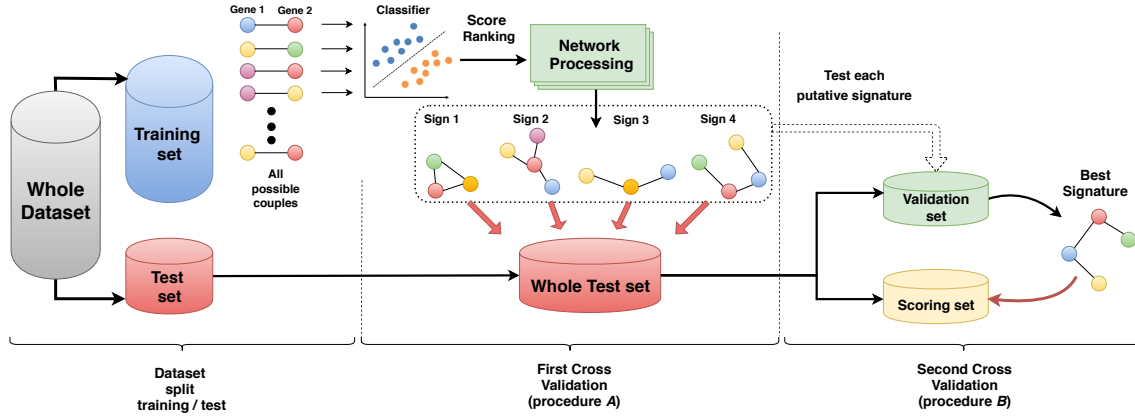 Gene 1 Gene 2
Classifier
Score
Ranking
Network
Processing
Test each
putative signature
Training
set
Sign 1
Sign 2
Sign 3
Sign 4
All
possible
couples
Whole
Dataset
Best
Signature
Validation
set
Test
set
Whole Test set
Scoring set
Dataset
split
training / test
First Cross
Validation
(procedure A)
Second Cross
Validation
(procedure B)